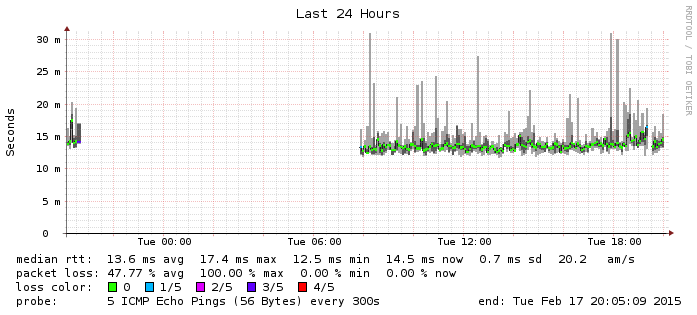 Last 24 Hours
RRDTOOL / TOBI OETIKER
Seconds
30 m
25 m
20 m
15 m
10 m
5 m
0
Tue 00:00 Tue 06:00 Tue 12:00 Tue 18:00
median rtt: 13.6 ms avg 17.4 ms max 12.5 ms min 14.5 ms now 0.7 ms sd 20.2 am/s
packet loss: 47.77 % avg 100.00 % max 0.00 % min 0.00 % now
loss color: 0 1/5 2/5 3/5 4/5
probe: 5 ICMP Echo Pings (56 Bytes) every 300s end: Tue Feb 17 20:05:09 2015